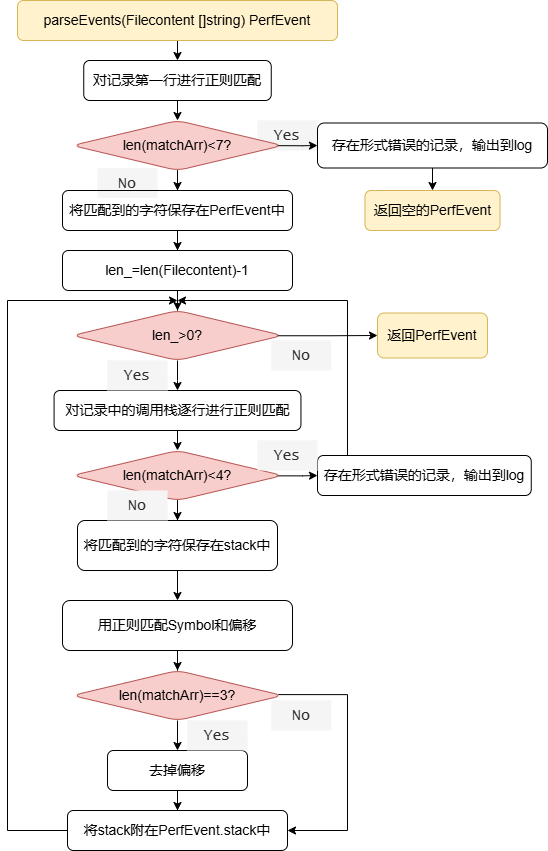 parseEvents(Filecontent []string) PerfEvent
对记录第一行进行正则匹配
len(matchArr)<7?
Yes
存在形式错误的记录，输出到log
No
将匹配到的字符保存在PerfEvent中
返回空的PerfEvent
len_=len(Filecontent)-1
len_>0?
No
返回PerfEvent
Yes
对记录中的调用栈逐行进行正则匹配
len(matchArr)<4?
Yes
存在形式错误的记录，输出到log
No
将匹配到的字符保存在stack中
用正则匹配Symbol和偏移
len(matchArr)==3?
No
Yes
去掉偏移
将stack附在PerfEvent.stack中